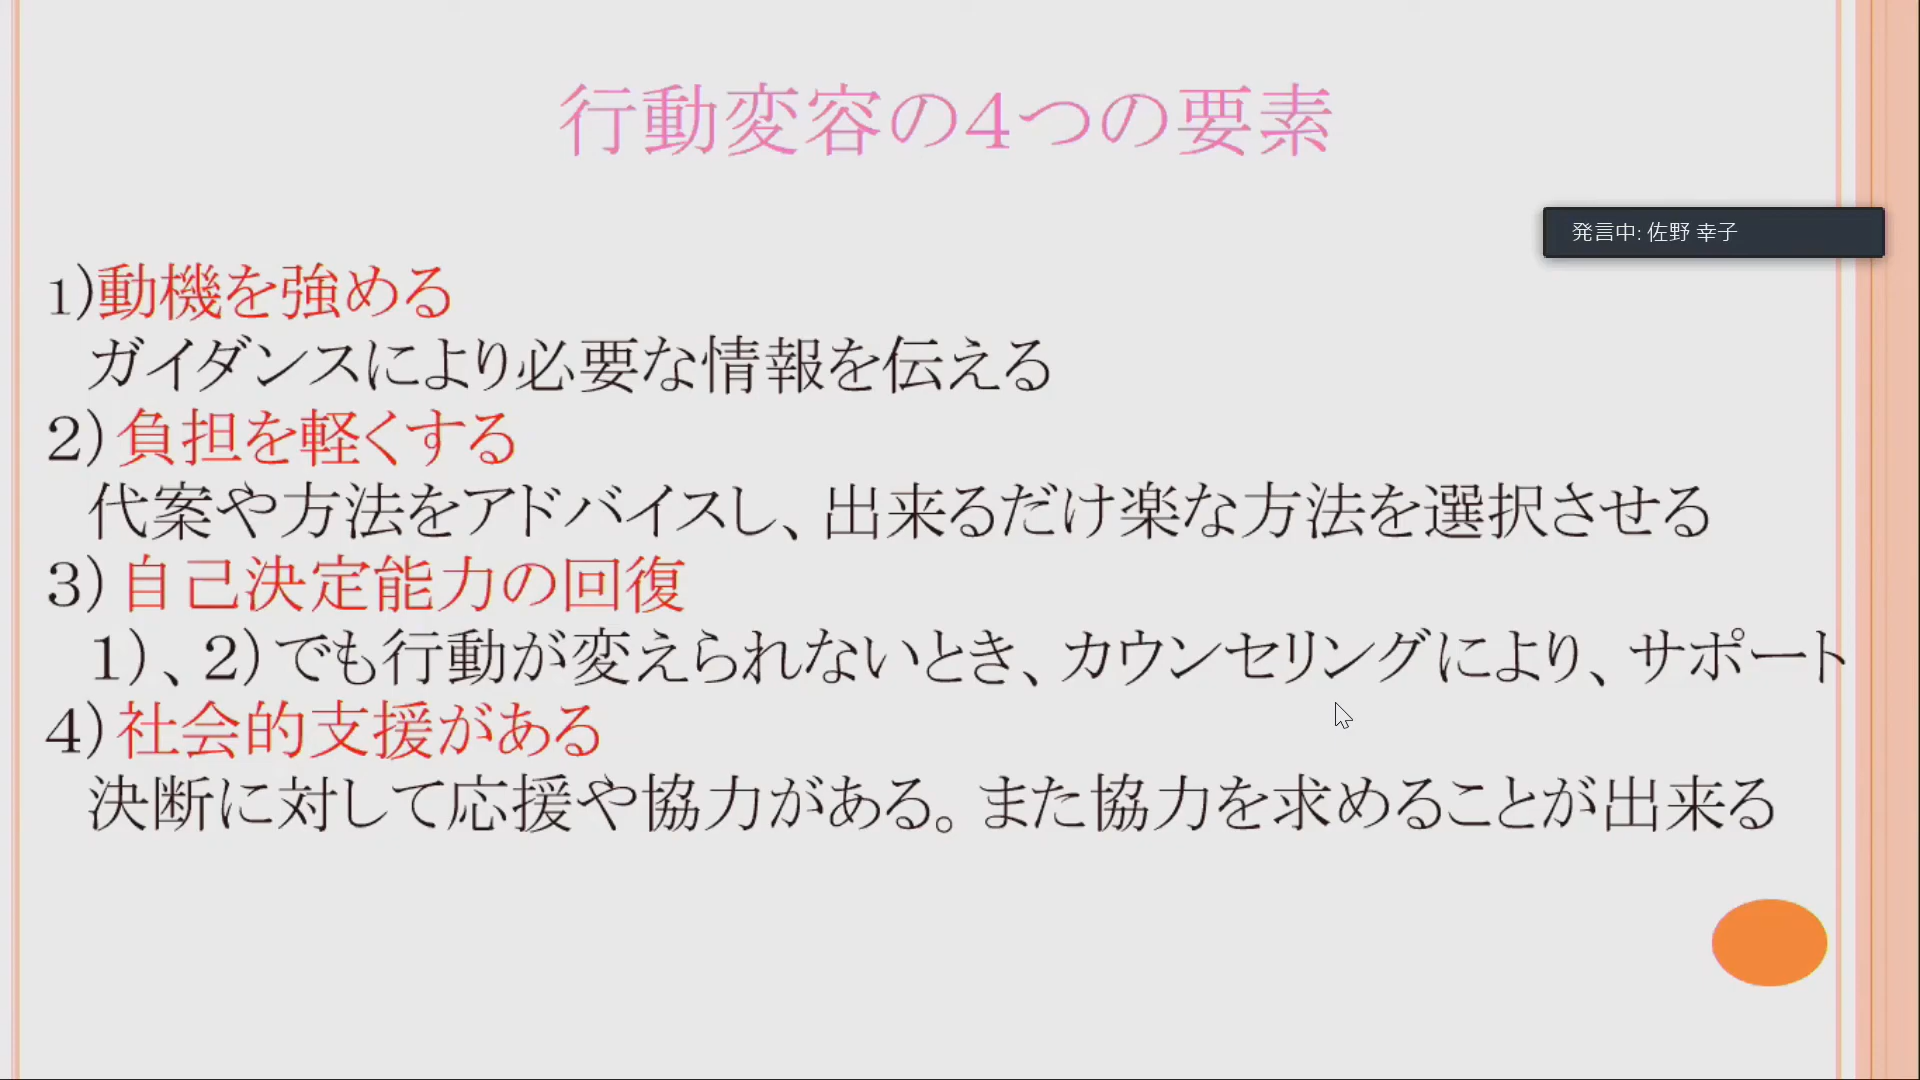 行動変容の4つの要素
発言中: 佐野 幸子
1)動機を強める
ガイダンスにより必要な情報を伝える
2)負担を軽くする
代案や方法をアドバイスし、出来るだけ楽な方法を選択させる
3)自己決定能力の回復
1)、2)でも行動が変えられないとき、カウンセリングにより、サポート
4)社会的支援がある
決断に対して応援や協力がある。また協力を求めることが出来る